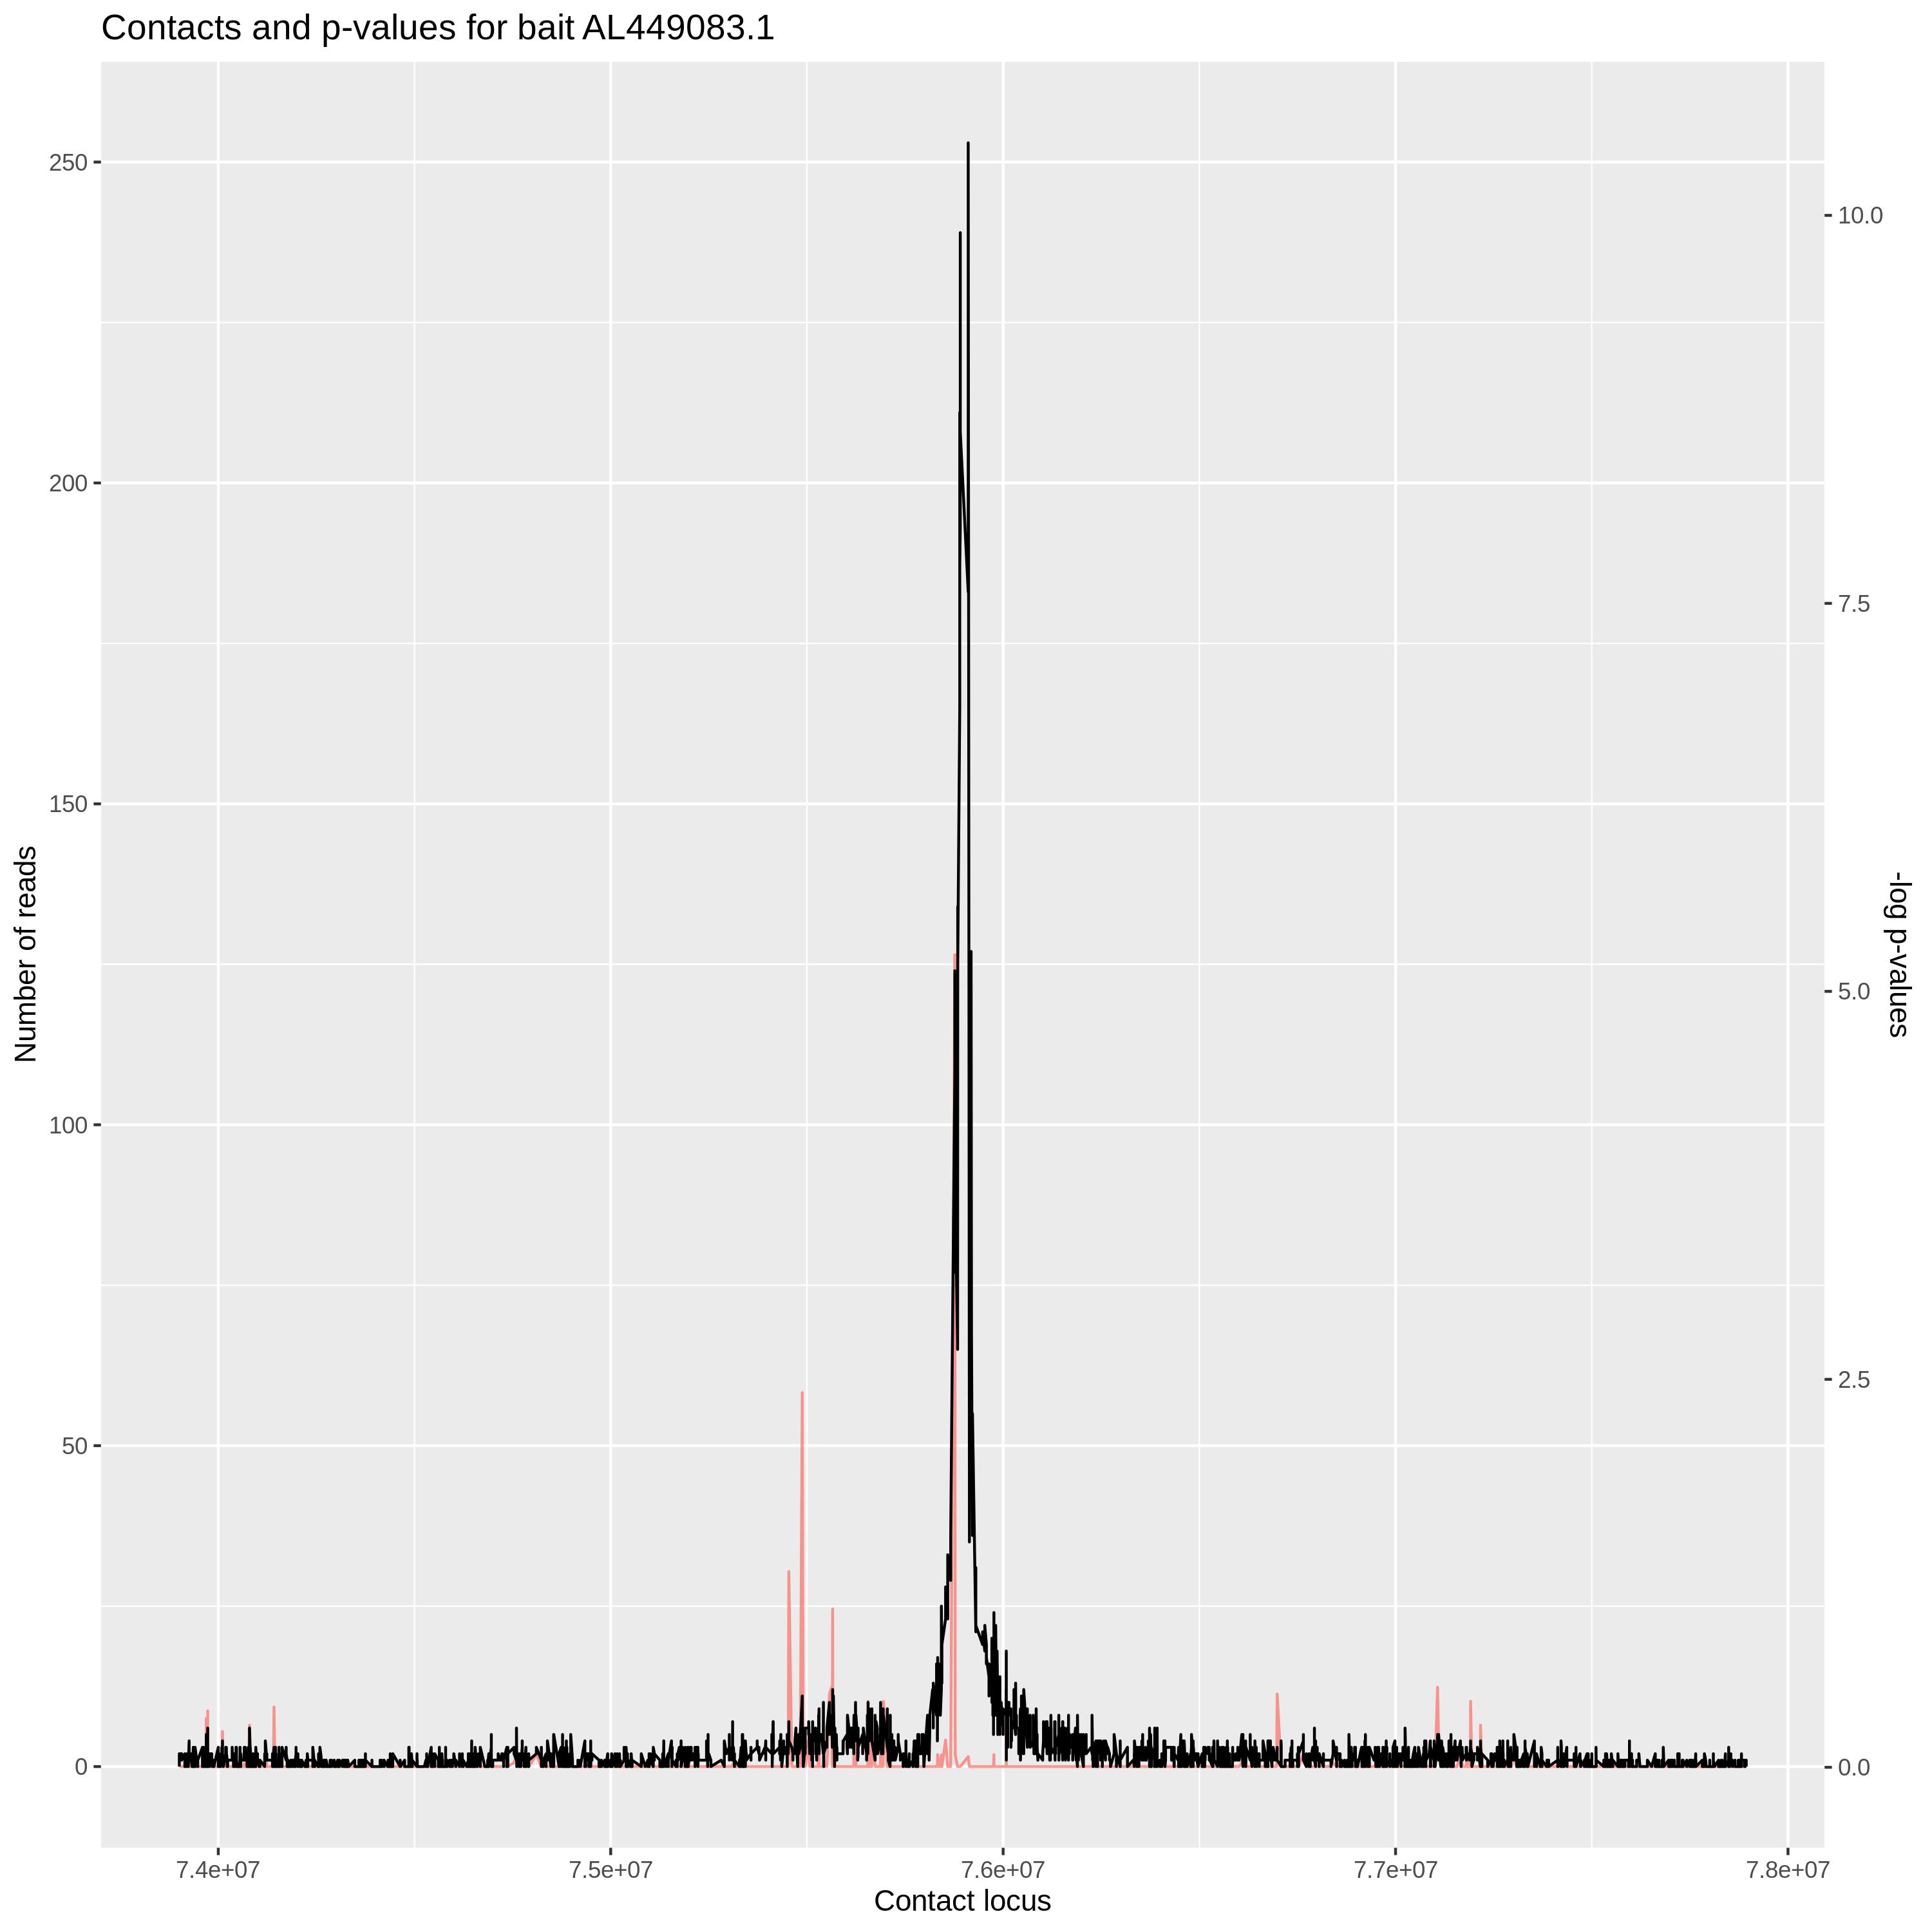 Contacts and p-values for bait AL449083.1
250
200
150
100
50
0
Number of reads
10.0
7.5
5.0
2.5
0.0
-log p-values
7.4e+07
7.5e+07
7.6e+07
7.7e+07
7.8e+07
Contact locus